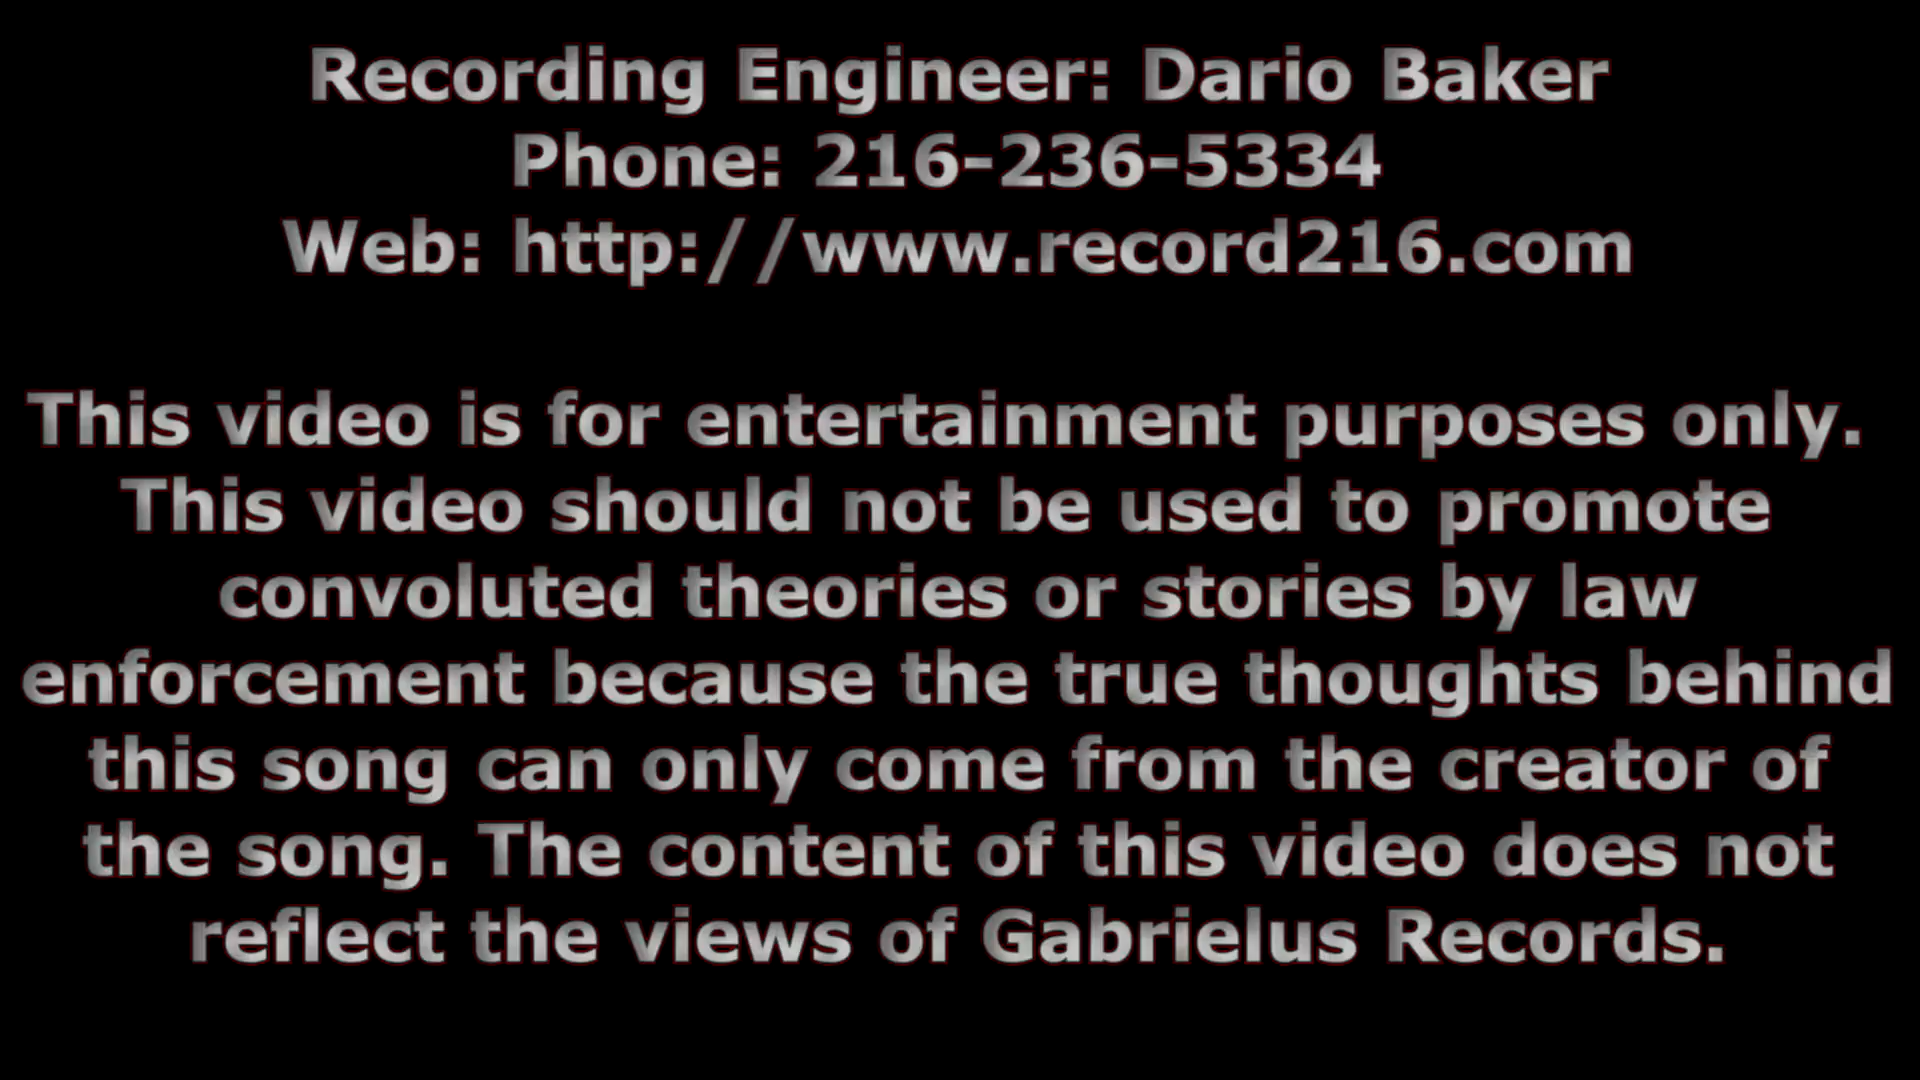 Recording Engineer: Dario Baker
Phone: 216-236-5334
Web: http://www.record216.com
This video is for entertainment purposes only.
This video should not be used to promote
convoluted theories or stories by law
enforcement because the true thoughts behind
this song can only come from the creator of
the song. The content of this video does not
reflect the views of Gabrielus Records.